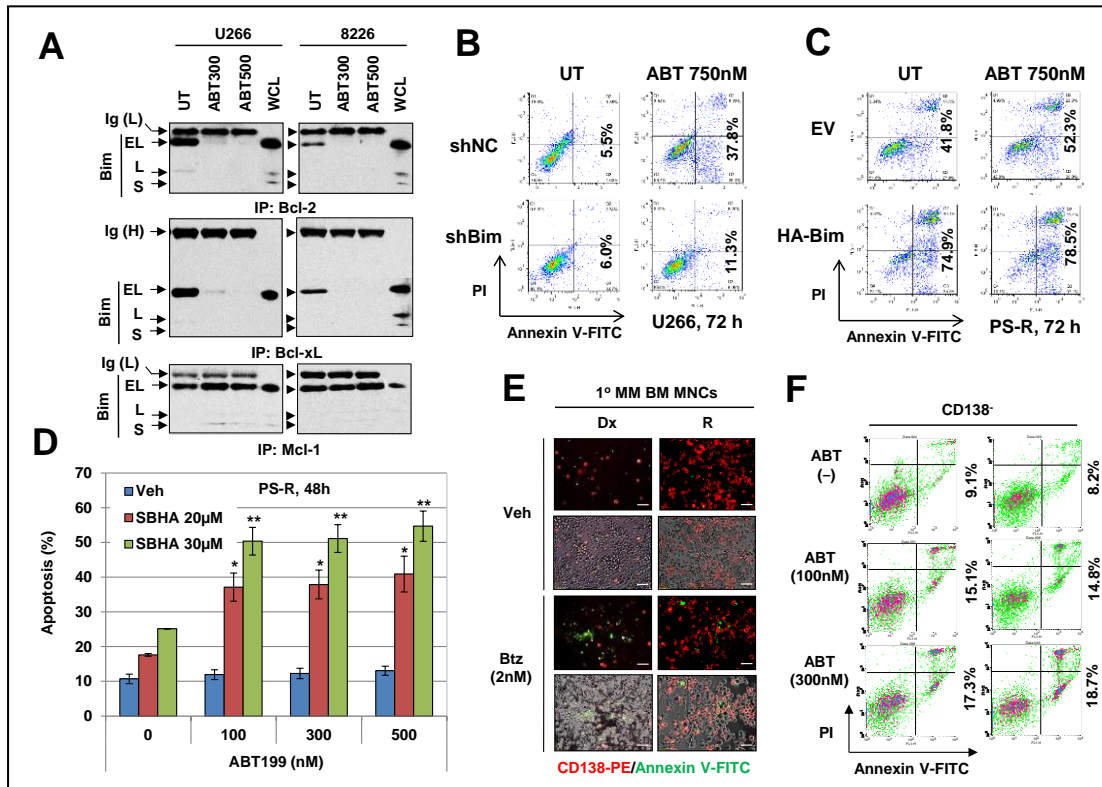 A
U266
8226
UT
ABT300
ABT500
WCL
UT
ABT300
ABT500
WCL
Ig (L)
EL
L
S
Bim
IP: Bcl-2
Ig (H)
EL
L
S
Bim
IP: Bcl-xL
Ig (L)
EL
L
S
Bim
IP: Mcl-1
B
UT
ABT 750nM
shNC
5.5%
37.8%
shBim
6.0%
11.3%
PI
Annexin V-FITC
U266, 72 h
C
UT
ABT 750nM
EV
41.8%
52.3%
HA-Bim
74.9%
78.5%
PI
Annexin V-FITC
PS-R, 72 h
D
PS-R, 48h
Veh
SBHA 20μM
SBHA 30μM
Apoptosis (%)
70
60
50
40
30
20
10
0
* **
* **
* **
0 100 300 500
ABT199 (nM)
E
1º MM BM MNCs
Dx R
Veh
Btz
(2nM)
CD138-PE/Annexin V-FITC
F
CD138-
ABT
(–)
9.1%
8.2%
ABT
(100nM)
15.1%
14.8%
ABT
(300nM)
17.3%
18.7%
PI
Annexin V-FITC